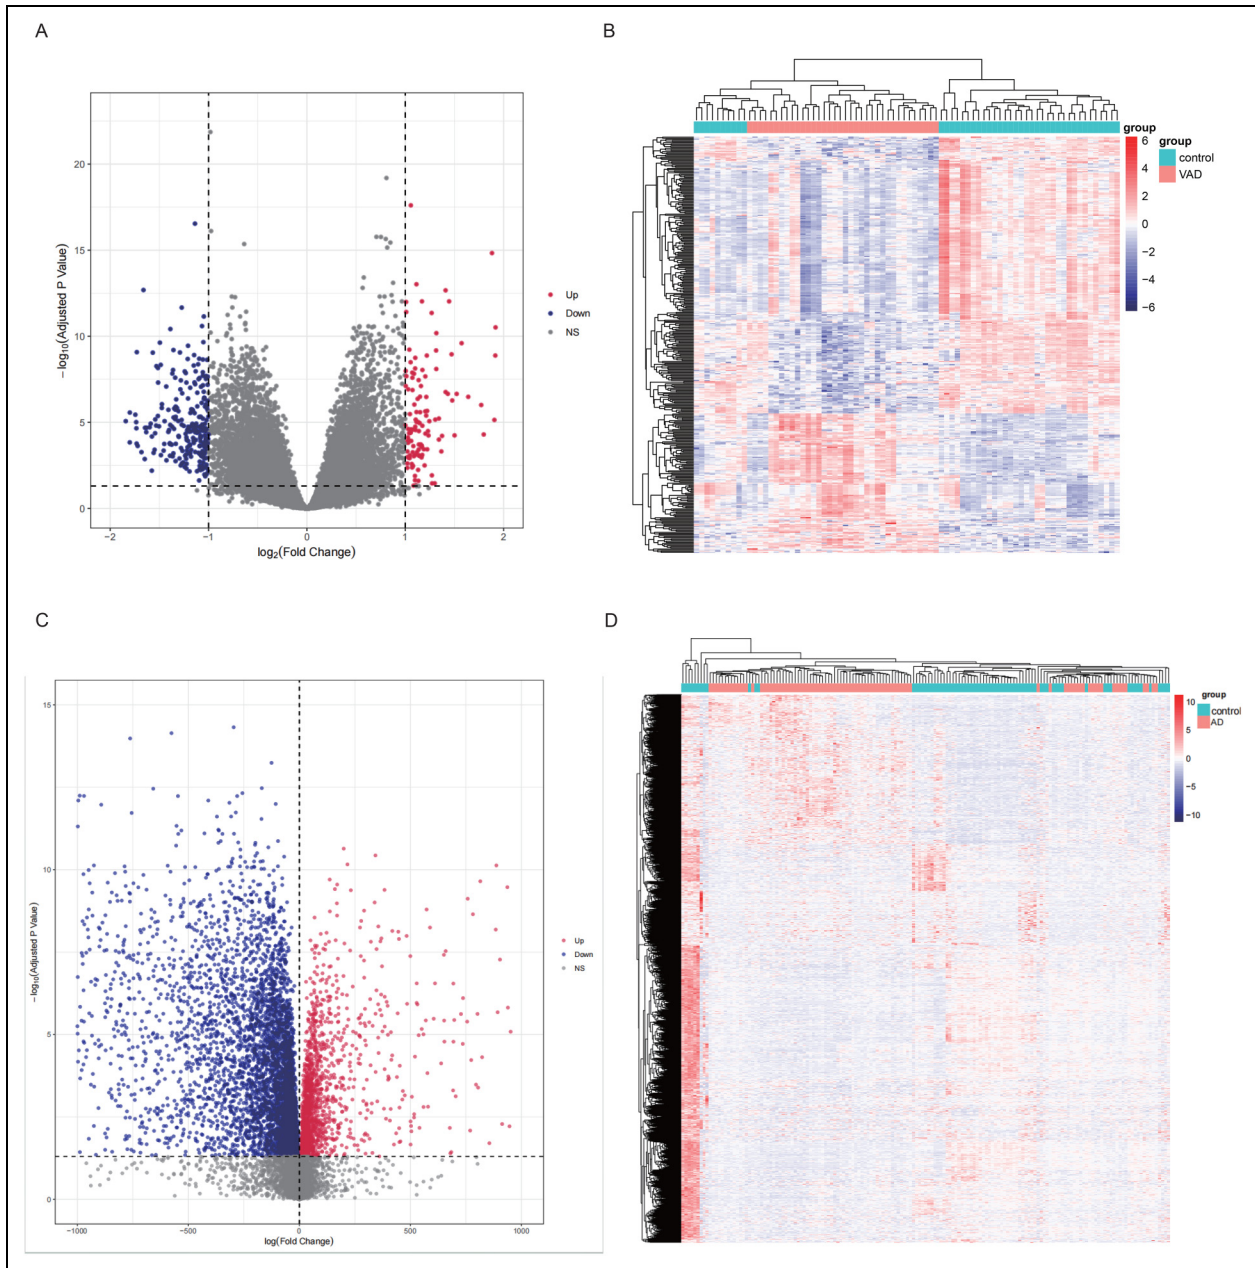 A
B
20
15
10
5
0
−2
−1
0
1
2
−log10(Adjusted P Value)
log2(Fold Change)
Up
Down
NS
group
6
4
2
0
−2
−4
−6
group
control
VAD
C
D
15
10
5
0
−1000
−500
0
500
1000
−log10(Adjusted P Value)
log(Fold Change)
Up
Down
NS
10
5
0
−5
−10
group
control
AD